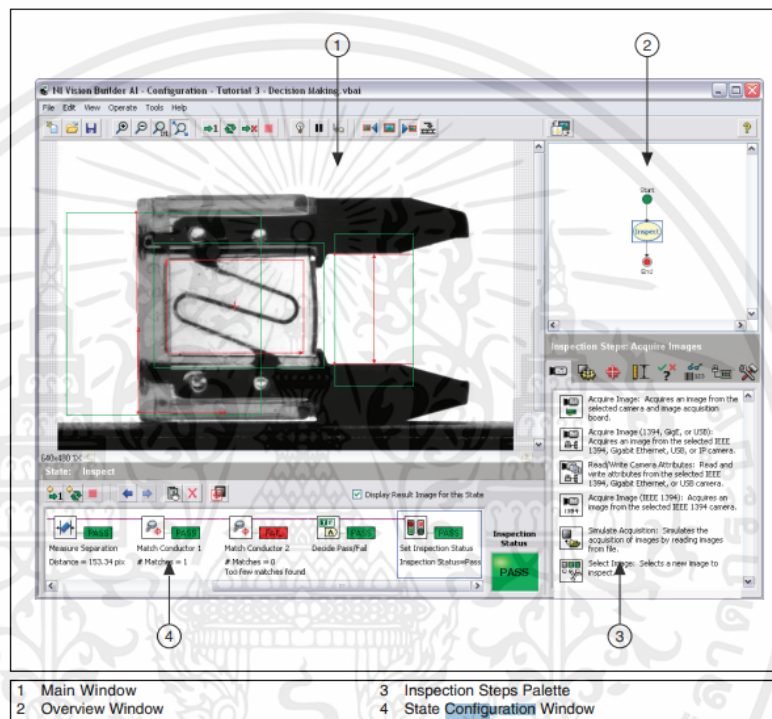 1
2
NI Vision Builder AI - Configuration - Tutorial 3 - Decision Making.vbai
File Edit View Operate Tools Help
Start
Inspect
End
Inspection Steps: Acquire Images
Acquire Image: Acquires an image from the
selected camera and image acquisition
board.
Acquire Image (1394, GigE, or USB):
Acquires an image from the selected IEEE
1394, Gigabit Ethernet, USB, or IP camera.
Read/Write Camera Attributes: Read and
write attributes from the selected IEEE
1394, Gigabit Ethernet, or USB camera.
Acquire Image (IEEE 1394): Acquires an
image from the selected IEEE 1394 camera.
Simulate Acquisition: Simulates the
acquisition of images by reading images
from file.
Select Image: Selects a new image to
inspect.
640x480 1X
State: Inspect
Display Result Image for this State
PASS
PASS
FAIL
PASS
PASS
Measure Separation
Match Conductor 1
Match Conductor 2
Decide Pass/Fail
Set Inspection Status
Distance = 153.34 pix
# Matches = 1
# Matches = 0
Too few matches found
Inspection Status=Pass
Inspection
Status
PASS
4
3
1 Main Window
2 Overview Window
3 Inspection Steps Palette
4 State Configuration Window